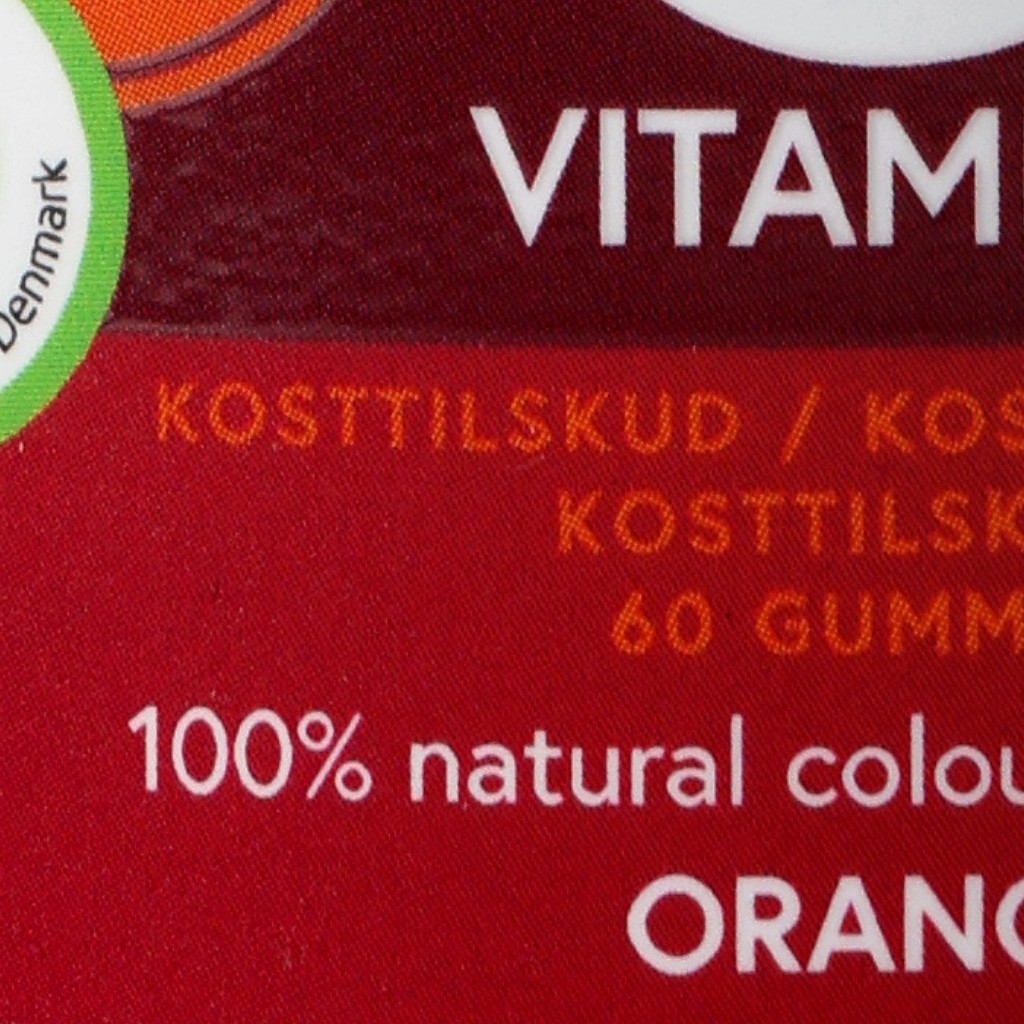 Denmark
VITAM
KOSTTILSKUD / KOS
KOSTTILSK
60 GUMM
100% natural colou
ORANG